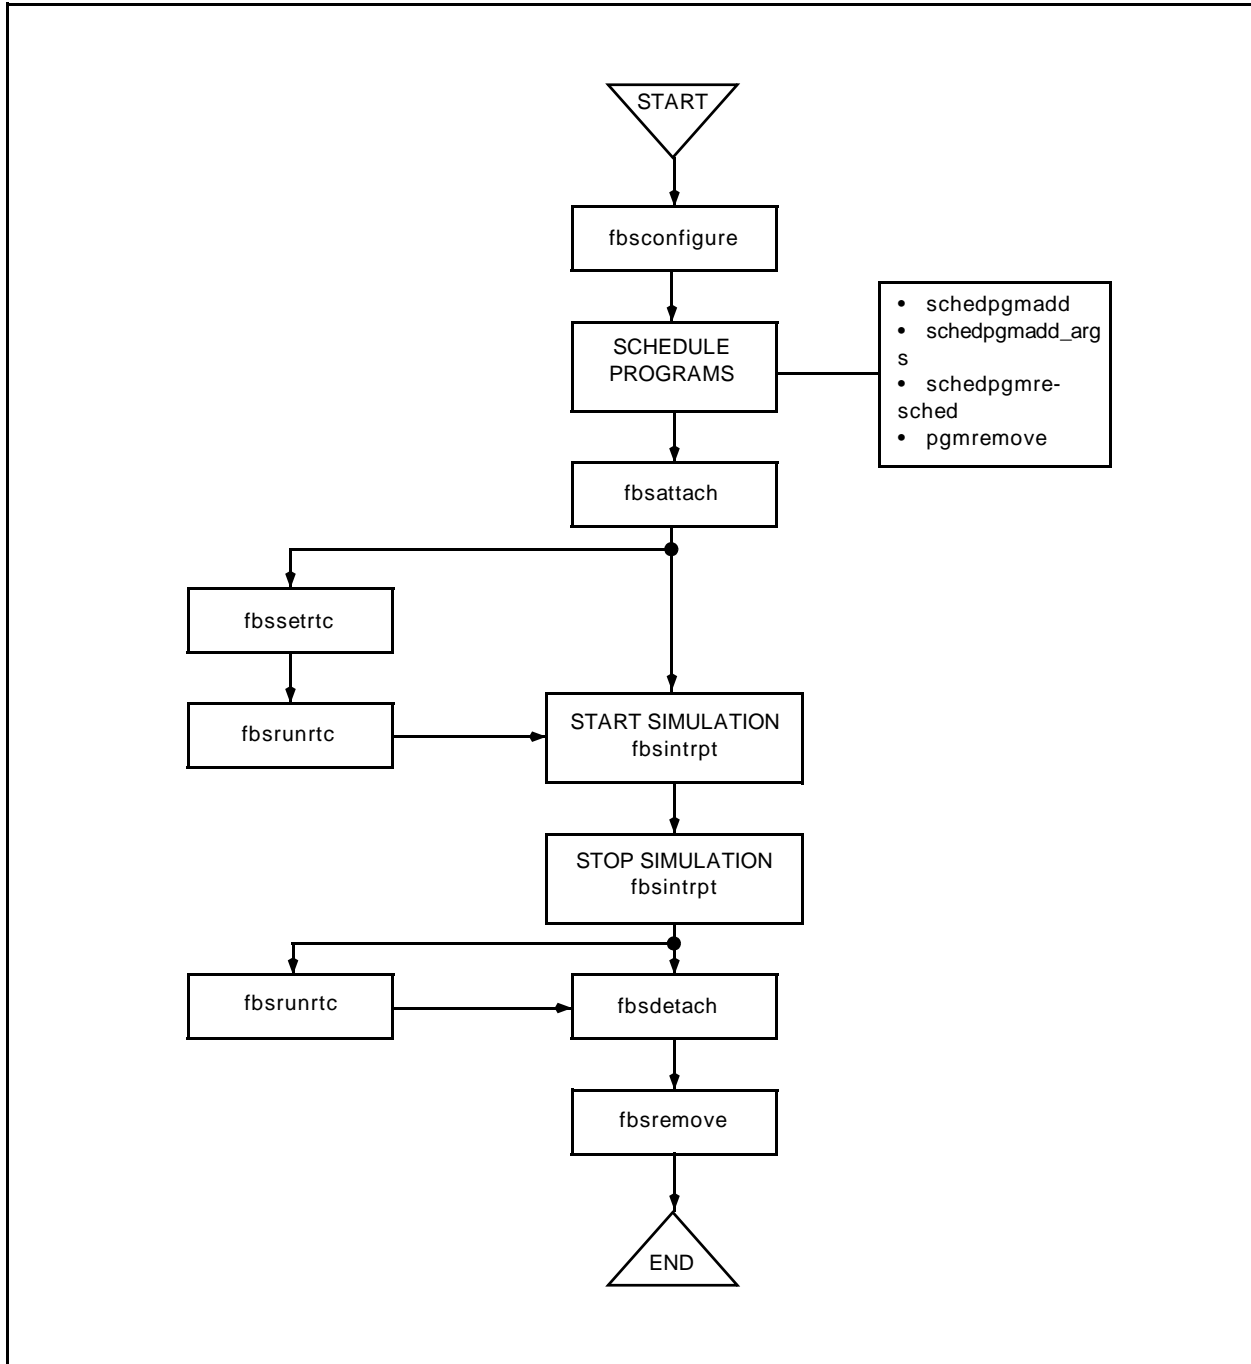 START
fbsconfigure
SCHEDULE
PROGRAMS
• schedpgmadd
• schedpgmadd_arg
s
• schedpgmre-
sched
• pgmremove
fbsattach
fbssetrtc
fbsrunrtc
START SIMULATION
fbsintrpt
STOP SIMULATION
fbsintrpt
fbsrunrtc
fbsdetach
fbsremove
END